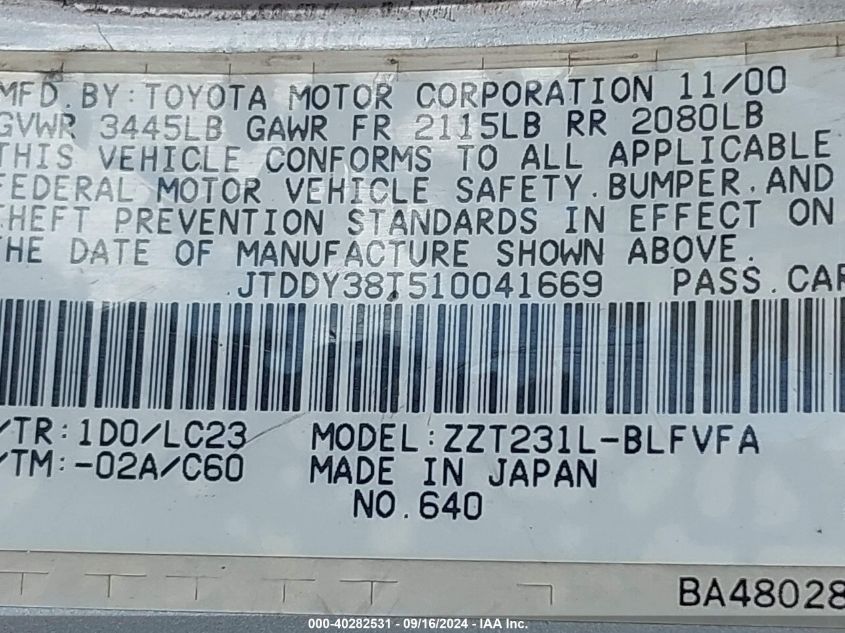 MFD. BY: TOYOTA MOTOR CORPORATION 11/00
GVWR 3445LB GAWR FR 2115LB RR 2080LB
THIS VEHICLE CONFORMS TO ALL APPLICABLE
FEDERAL MOTOR VEHICLE SAFETY. BUMPER. AND
THEFT PREVENTION STANDARDS IN EFFECT ON
THE DATE OF MANUFACTURE SHOWN ABOVE.
JTDDY38T510041669 PASS. CAR
/TR: 1D0/LC23 MODEL: ZZT231L-BLFVFA
/TM: -02A/C60 MADE IN JAPAN
NO. 640
BA48028
000-40282531 - 09/16/2024 - IAA Inc.